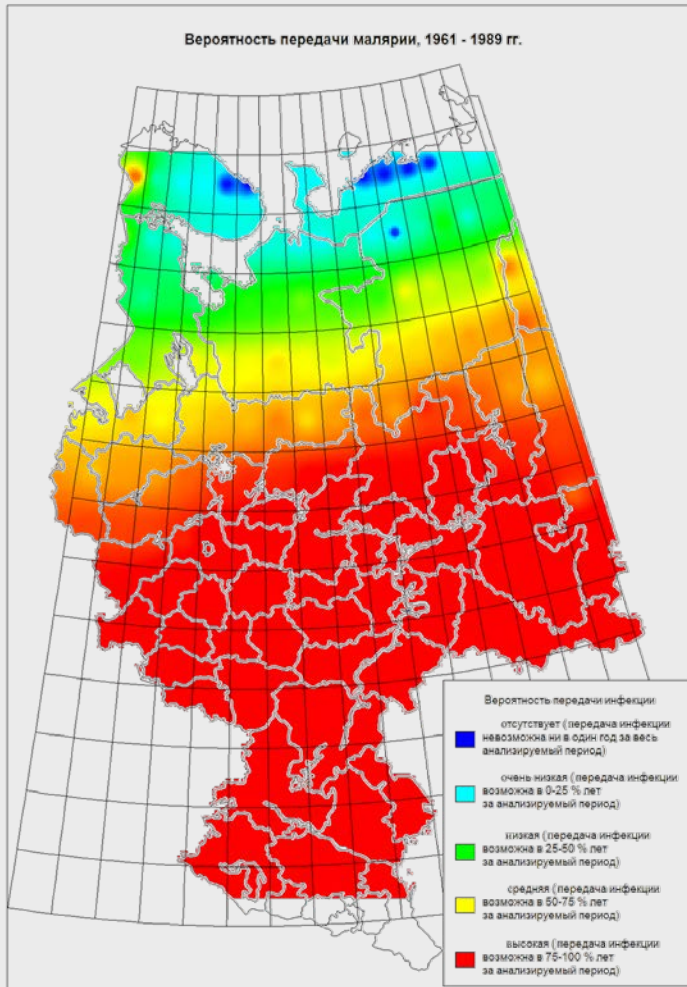 Вероятность передачи малярии, 1961 - 1989 гг.
Вероятность передачи инфекции
отсутствует (передача инфекции
невозможна ни в один год за весь
анализируемый период)
очень низкая (передача инфекции
возможна в 0-25 % лет
за анализируемый период)
низкая (передача инфекции
возможна в 25-50 % лет
за анализируемый период)
средняя (передача инфекции
возможна в 50-75 % лет
за анализируемый период)
высокая (передача инфекции
возможна в 75-100 % лет
за анализируемый период)